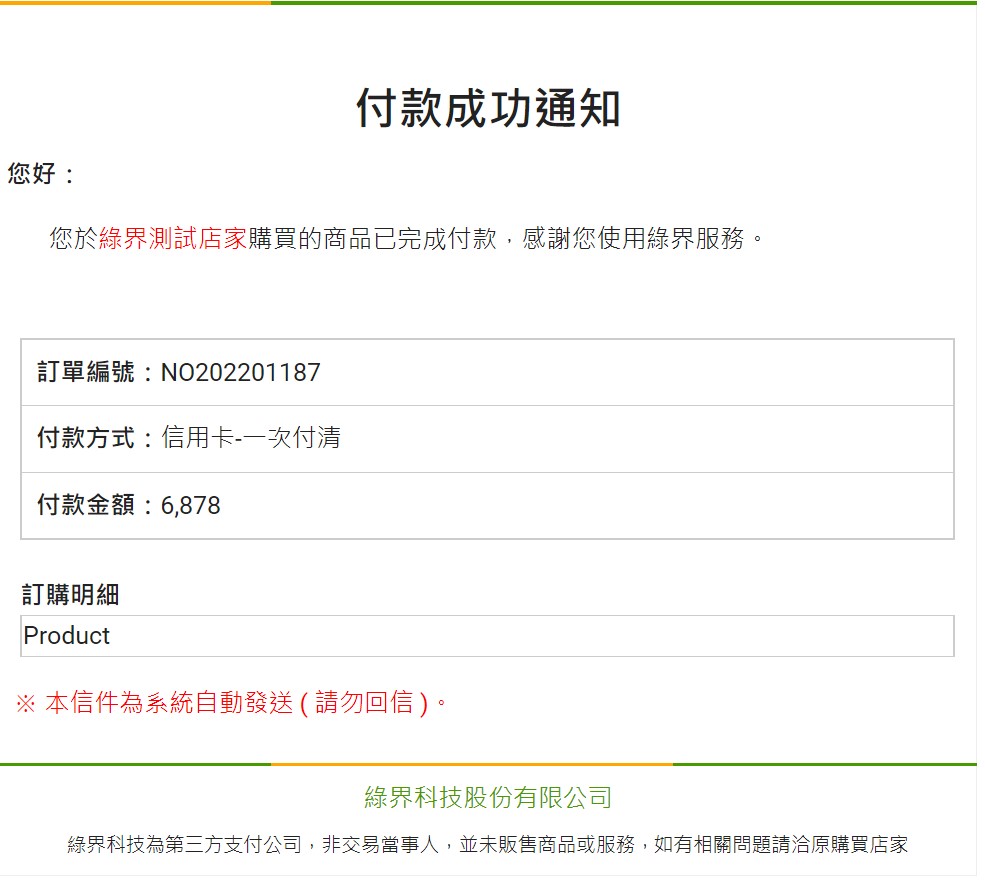 付款成功通知
您好：
您於綠界測試店家購買的商品已完成付款，感謝您使用綠界服務。
訂單編號：NO202201187
付款方式：信用卡-一次付清
付款金額：6,878
訂購明細
Product
※ 本信件為系統自動發送 ( 請勿回信 ) 。
綠界科技股份有限公司
綠界科技為第三方支付公司，非交易當事人，並未販售商品或服務，如有相關問題請洽原購買店家